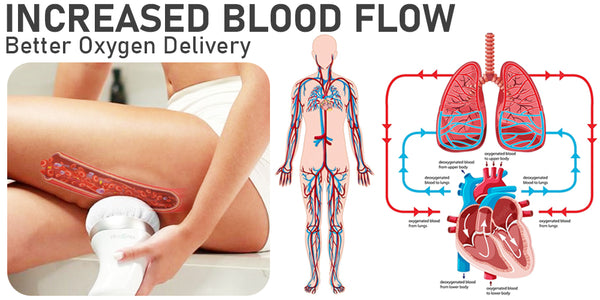 INCREASED BLOOD FLOW
Better Oxygen Delivery
deoxygenated blood
from upper body
oxygenated blood
to upper body
deoxygenated
blood to lungs
deoxygenated
blood to lungs
oxygenated blood
from lungs
oxygenated blood
from lungs
deoxygenated blood
from lower body
oxygenated blood
to lower body